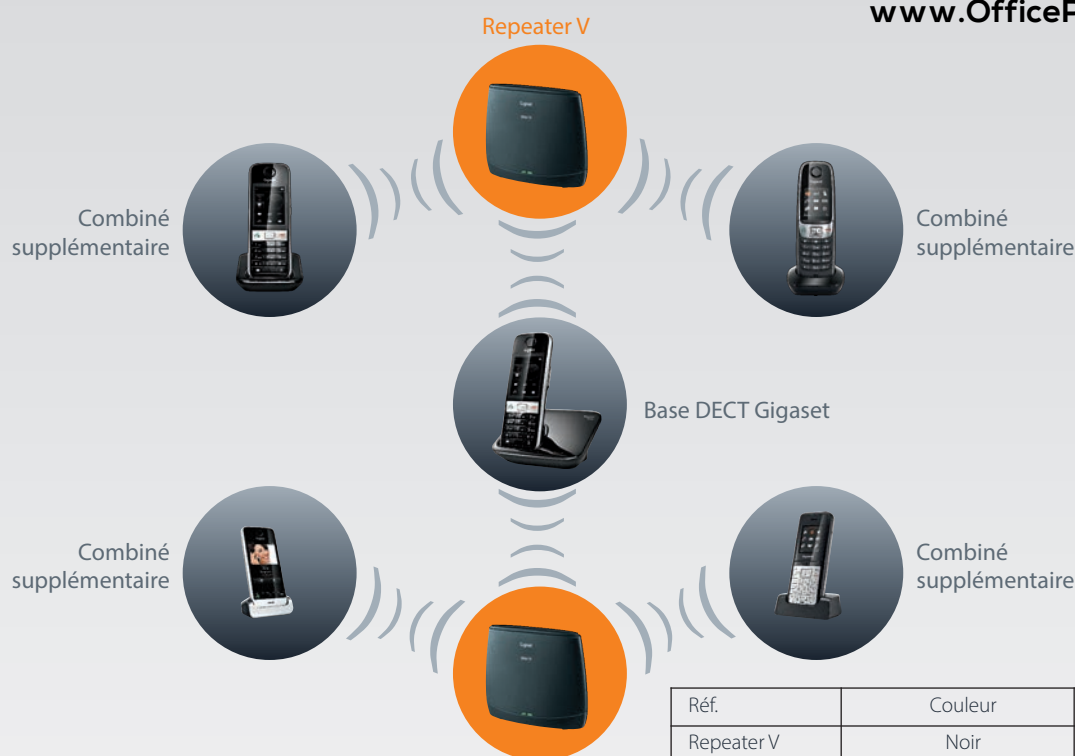 www.OfficeP
Repeater V
Combiné
supplémentaire
Combiné
supplémentaire
Base DECT Gigaset
Combiné
supplémentaire
Combiné
supplémentaire
Réf. Couleur
Repeater V Noir